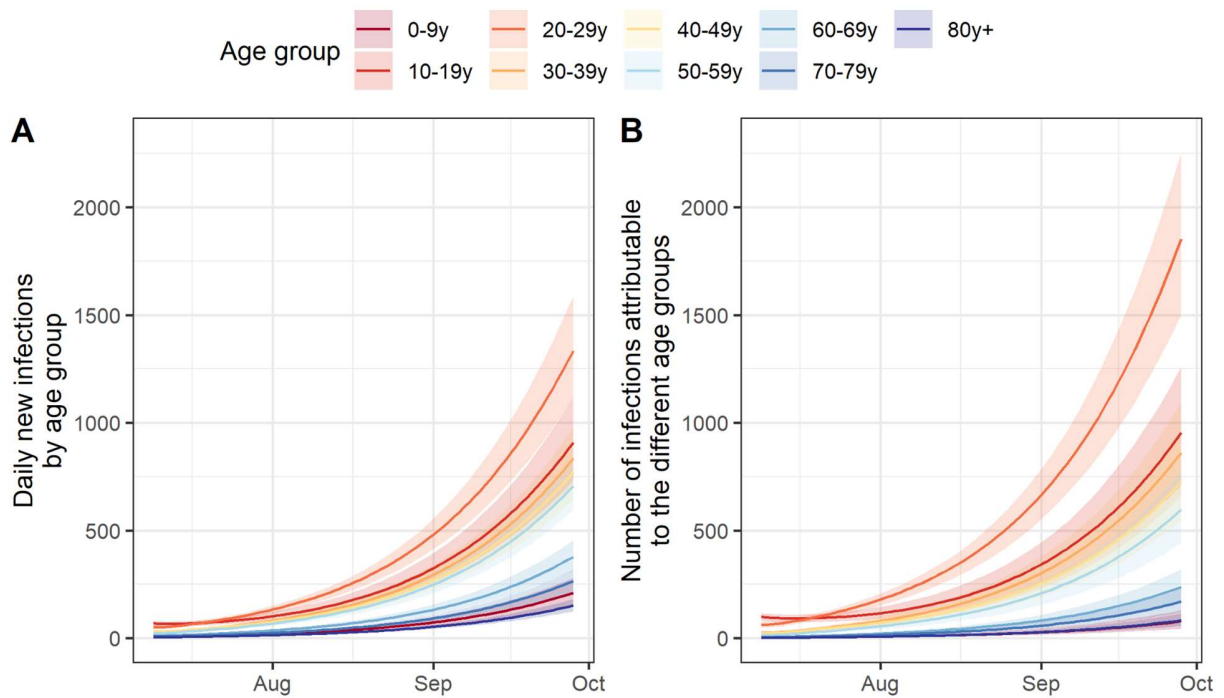 Age group
0-9y
20-29y
40-49y
60-69y
80y+
10-19y
30-39y
50-59y
70-79y
A
Daily new infections
by age group
2000
1500
1000
500
0
Aug
Sep
Oct
B
Number of infections attributable
to the different age groups
2000
1500
1000
500
0
Aug
Sep
Oct